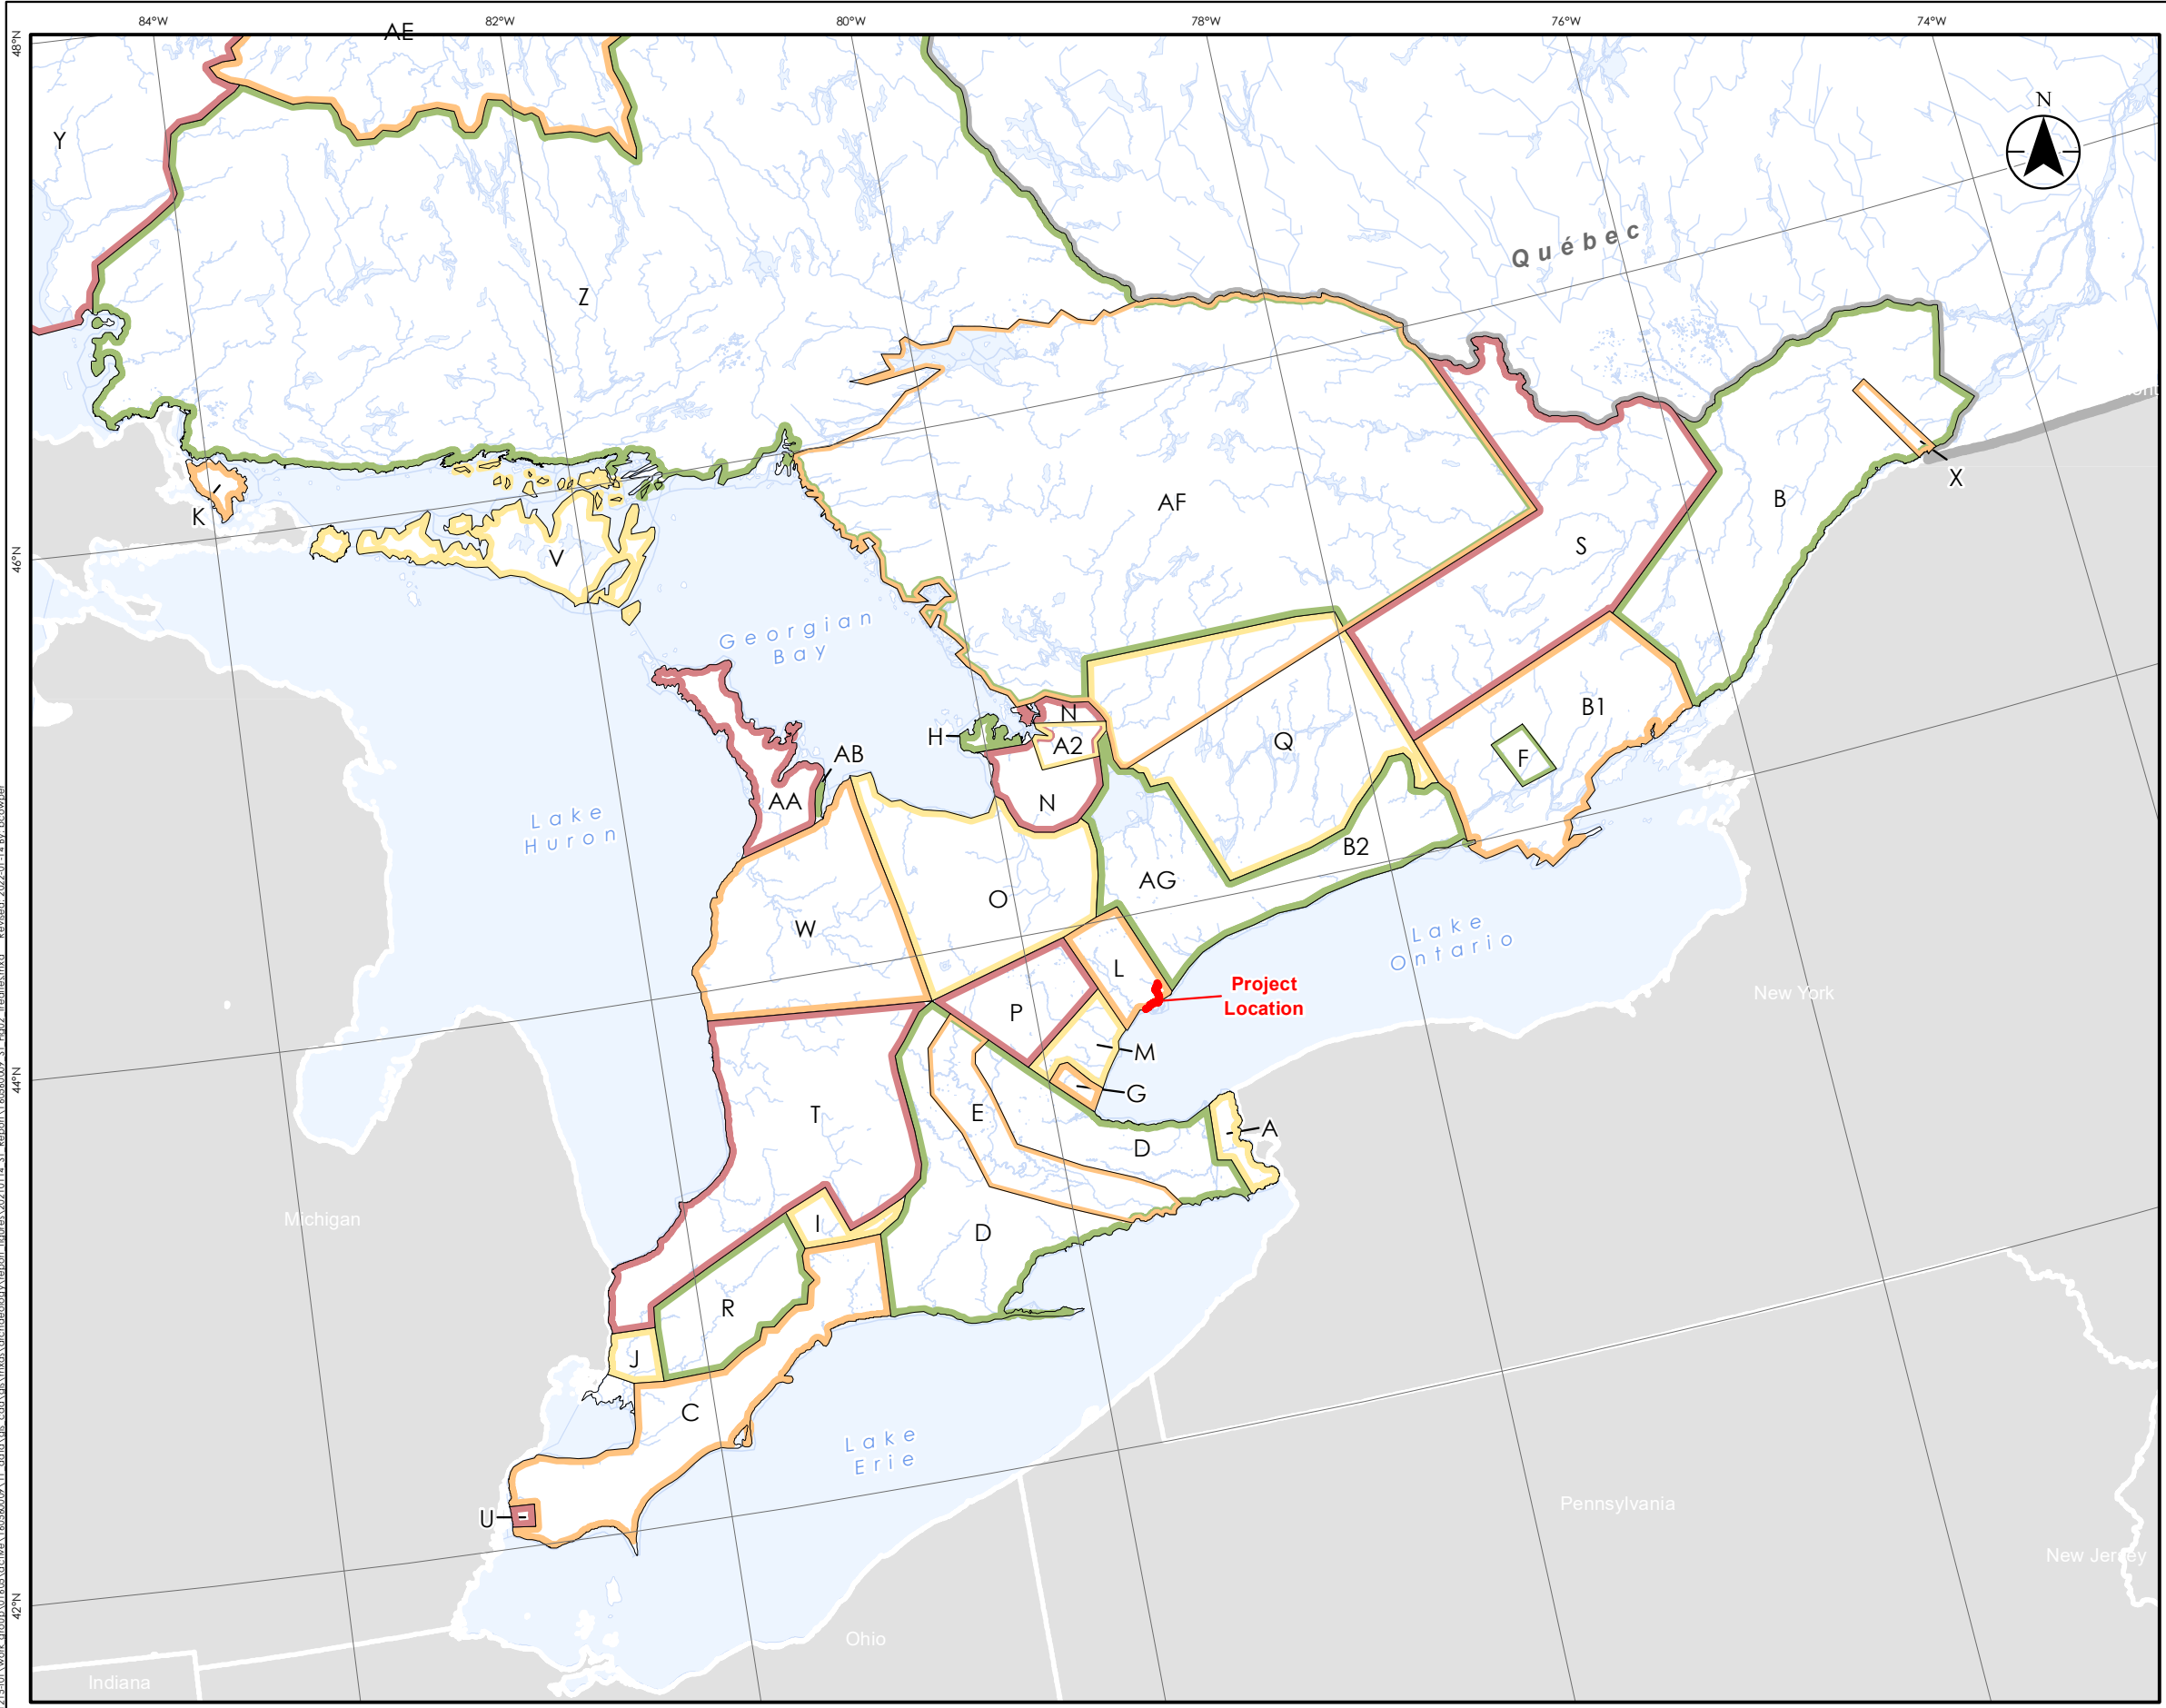 84°W
82°W
80°W
78°W
76°W
74°W
48°N
46°N
44°N
42°N
AE
Y
N
Québec
Z
K
V
AF
S
B
X
Georgian
Bay
N
H
A2
AB
AA
N
Q
B1
F
Lake
Huron
B2
AG
O
W
Lake
Ontario
L
Project
Location
New York
P
M
G
E
T
A
D
Michigan
I
D
R
J
C
Lake
Erie
U
Pennsylvania
New Jersey
Ohio
Indiana